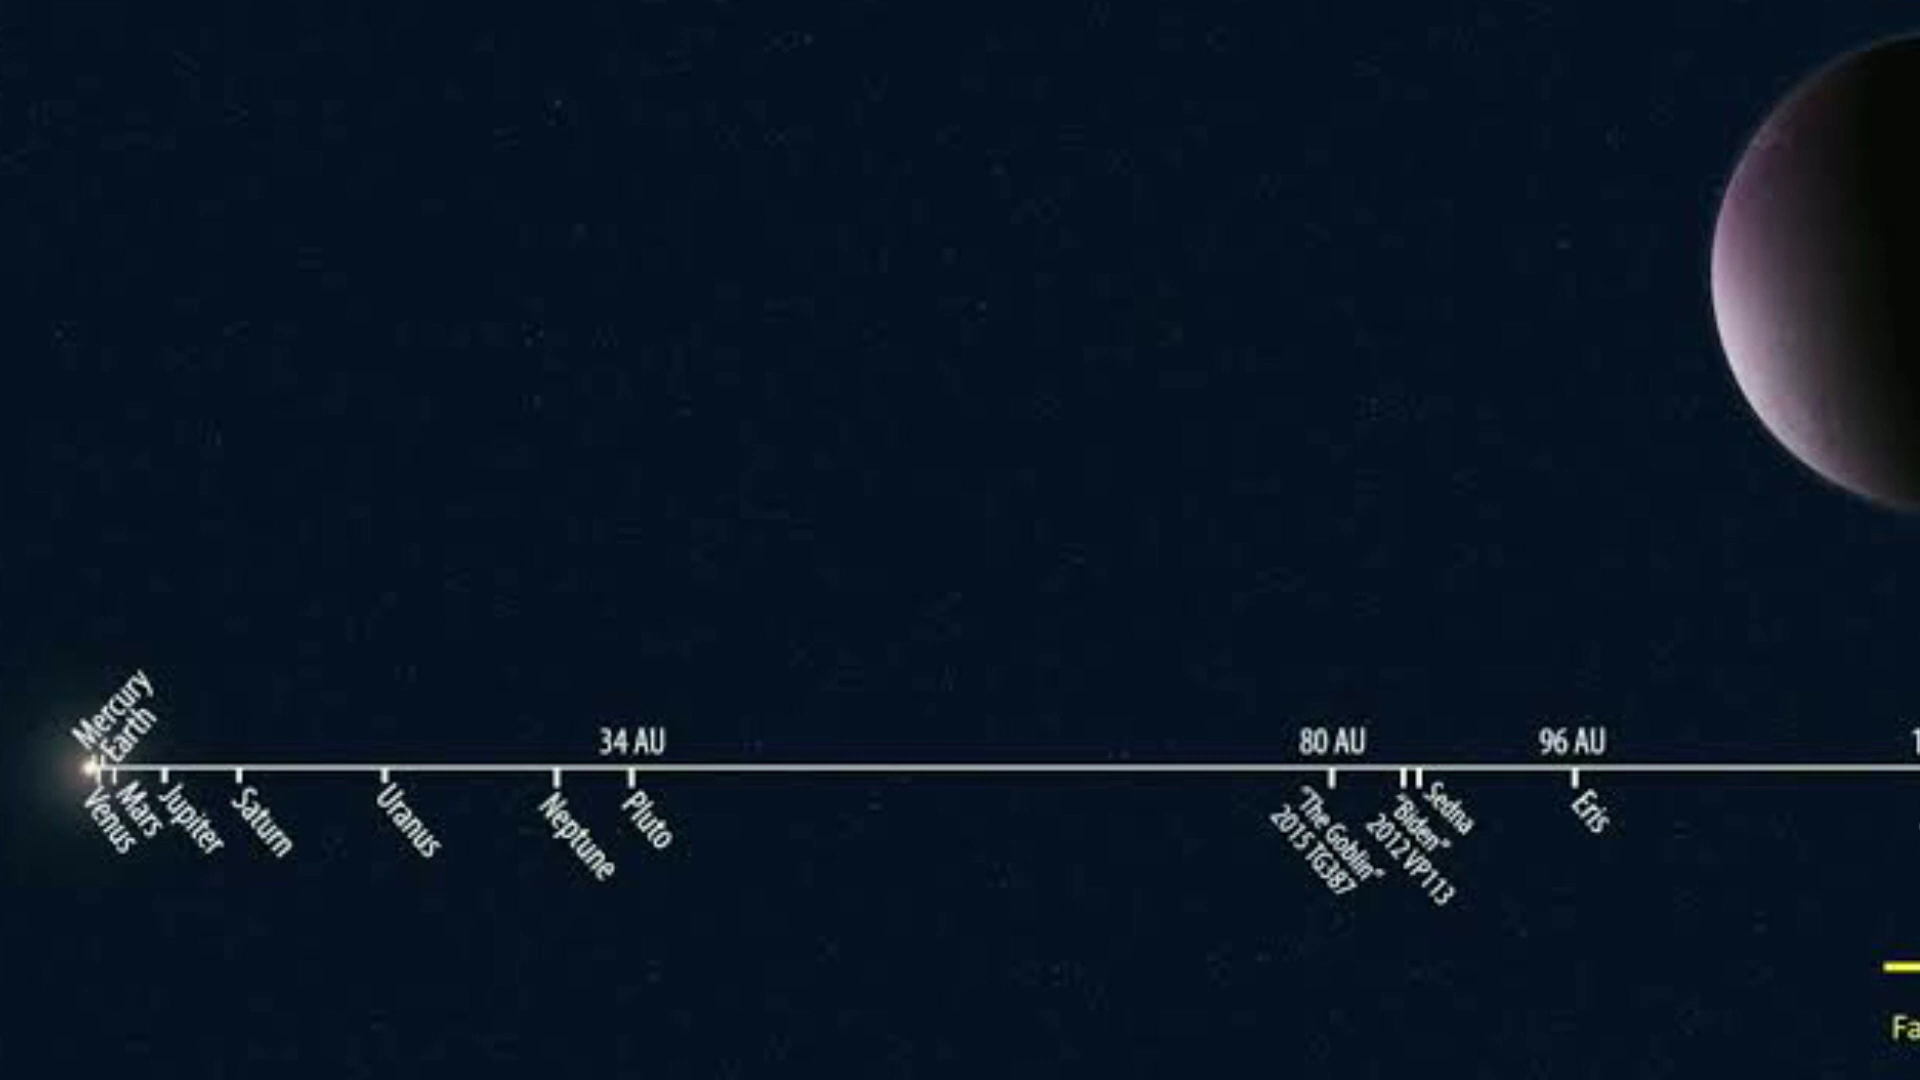 Mercury
Earth
34 AU
80 AU
96 AU
Venus
Mars
Jupiter
Saturn
Uranus
Neptune
Pluto
"The Goblin"
2015 TG387
"Biden"
2012 VP113
Sedna
Eris
Fa